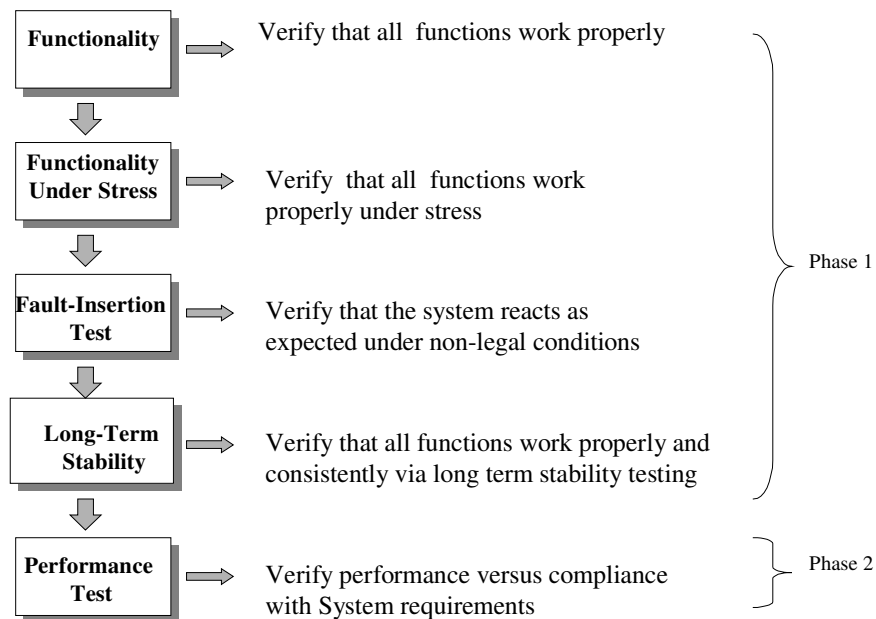 Functionality
Verify that all functions work properly
Functionality
Under Stress
Verify that all functions work
properly under stress
Fault-Insertion
Test
Verify that the system reacts as
expected under non-legal conditions
Long-Term
Stability
Verify that all functions work properly and
consistently via long term stability testing
Phase 1
Performance
Test
Verify performance versus compliance
with System requirements
Phase 2